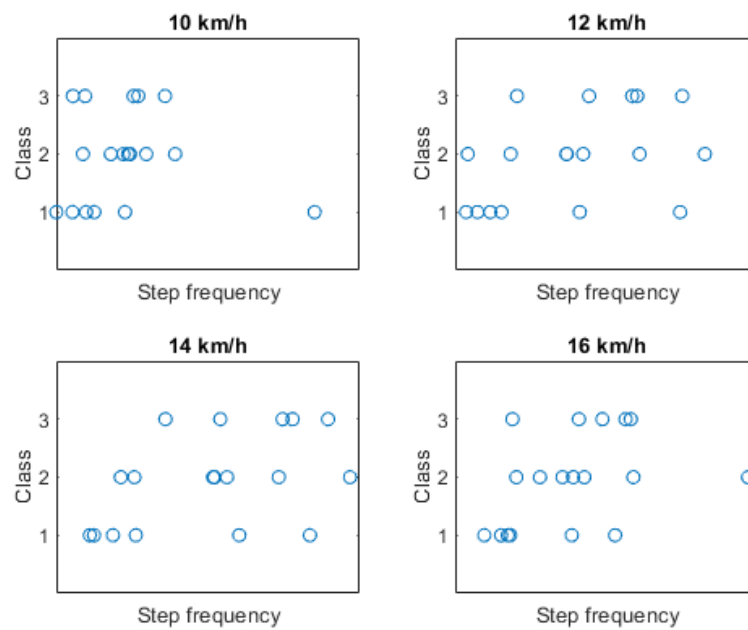 10 km/h
12 km/h
3
2
1
Class
Step frequency
3
2
1
Class
Step frequency
14 km/h
16 km/h
3
2
1
Class
Step frequency
3
2
1
Class
Step frequency